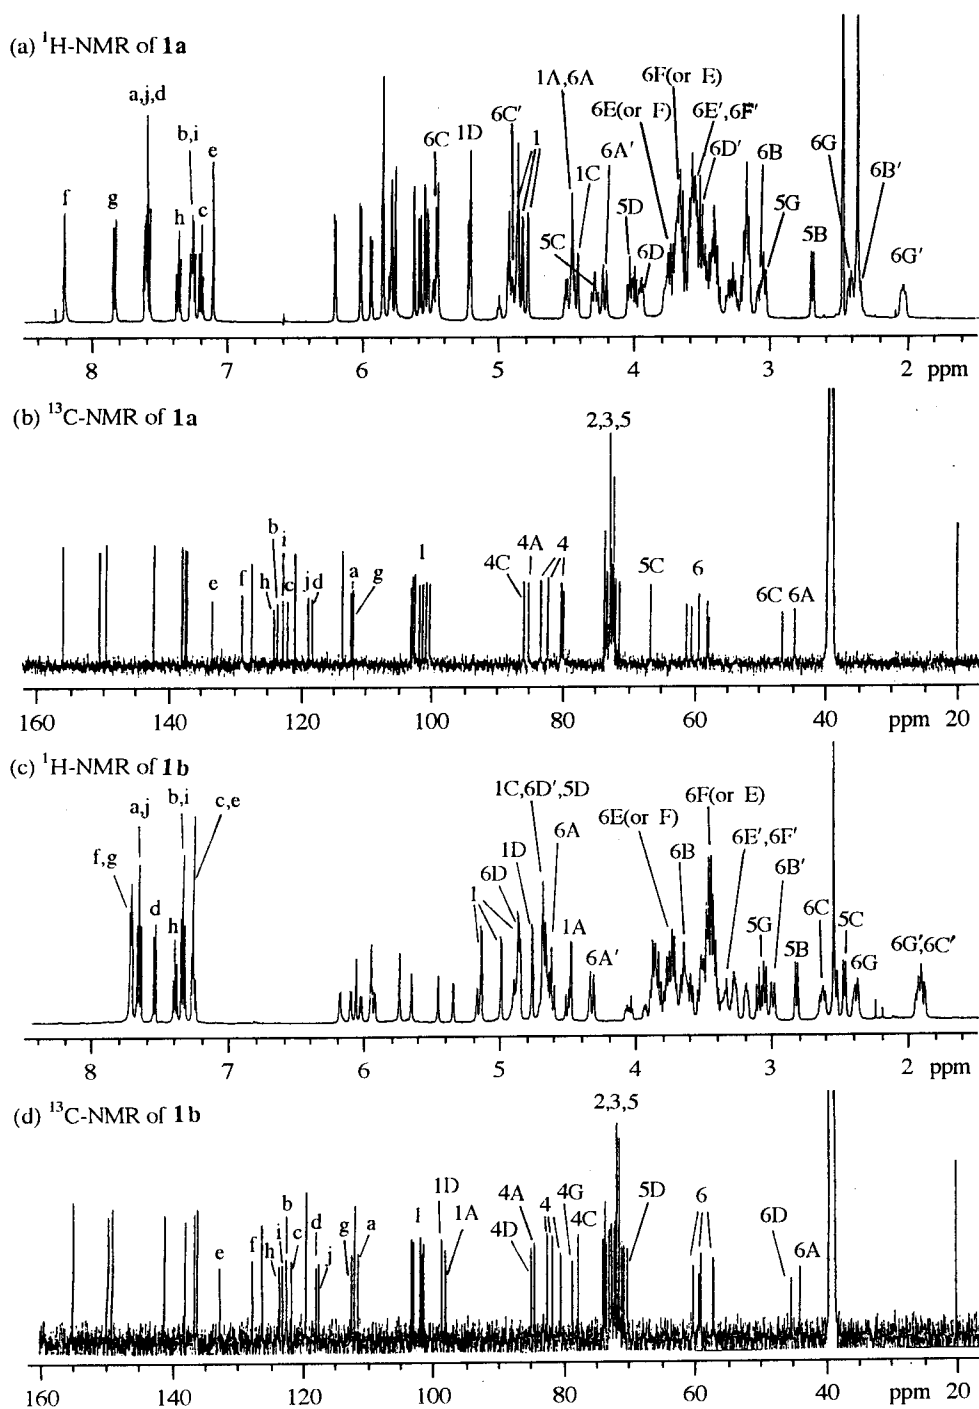 (a) ¹H-NMR of 1a
a,j,d
b,i
e
f
g
h
c
6C
1D
6C'
1
1A,6A
1C
6A'
5C
6F(or E)
6E(or F)
6E',6F'
6D'
5D
6D
6B
5G
6G
6B'
5B
6G'
8 7 6 5 4 3 2 ppm
(b) ¹³C-NMR of 1a
2,3,5
e
f
h
b
i
c
j
d
a
g
1
4C
4A
4
5C
6
6C
6A
160 140 120 100 80 60 40 ppm 20
(c) ¹H-NMR of 1b
a,j
b,i
c,e
f,g
d
h
1
6D
1D
1C,6D',5D
6A
1A
6A'
6E(or F)
6F(or E)
6B
6E',6F'
6B'
5G
5B
6C
5C
6G
6G',6C'
8 7 6 5 4 3 2 ppm
(d) ¹³C-NMR of 1b
2,3,5
e
f
h
i
b
c
d
j
g
a
1
1D
1A
4D
4A
4
4G
4C
5D
6
6D
6A
160 140 120 100 80 60 40 ppm 20